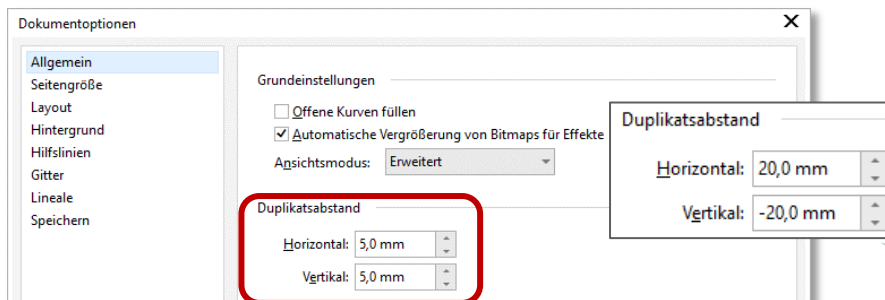 Dokumentoptionen
Allgemein
Seitengröße
Layout
Hintergrund
Hilfslinien
Gitter
Lineale
Speichern
Grundeinstellungen
Offene Kurven füllen
Automatische Vergrößerung von Bitmaps für Effekte
Ansichtsmodus: Erweitert
Duplikatsabstand
Horizontal: 5,0 mm
Vertikal: 5,0 mm
Duplikatsabstand
Horizontal: 20,0 mm
Vertikal: -20,0 mm